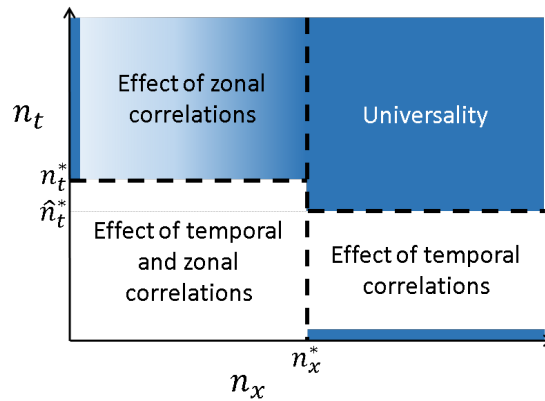 Effect of zonal
correlations
Universality
n_t
n_t^*
n̂_t^*
Effect of temporal
and zonal
correlations
Effect of temporal
correlations
n_x^*
n_x